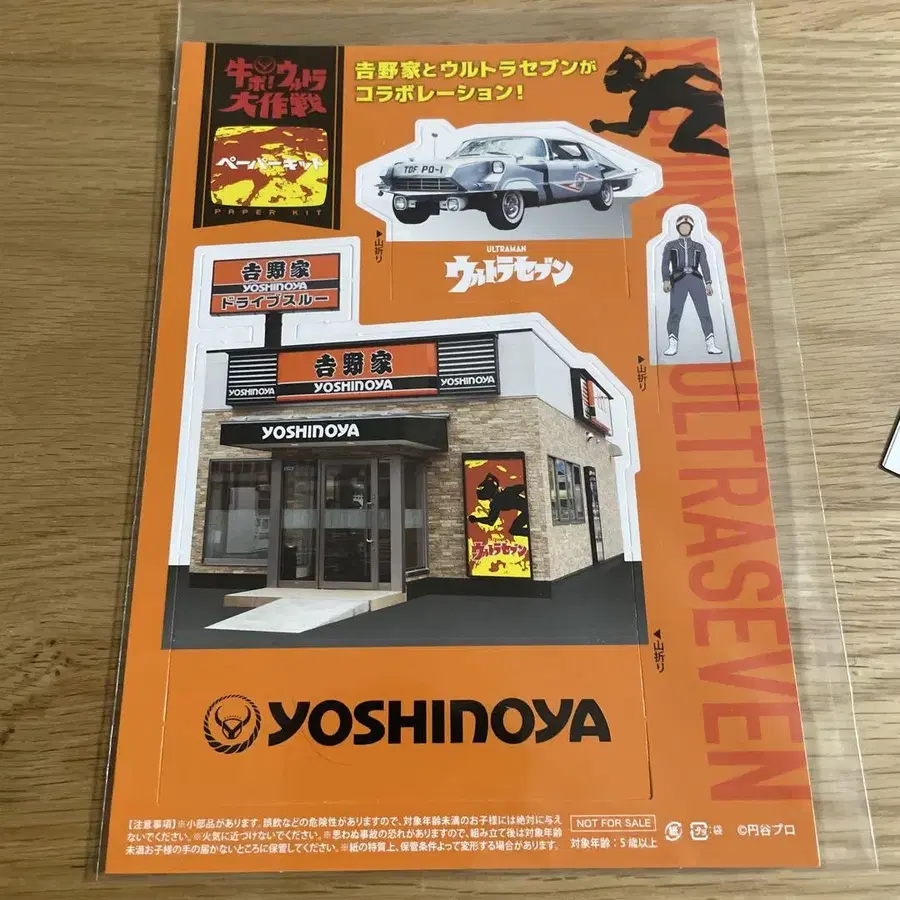 牛ボ!ウルトラ
大作戦
ペーパーキット
PAPER KIT
吉野家とウルトラセブンが
コラボレーション!
TDF PO-1
▶山折り
ULTRAMAN
ウルトラセブン
吉野家
YOSHINOYA
ドライブスルー
吉野家
YOSHINOYA
YOSHINOYA
YOSHINOYA
YOSHINOYA
ウルトラセブン
▶山折り
◀山折り
YOSHINOYA ULTRASEVEN
YOSHINOYA
【注意事項】※小部品があります。誤飲などの危険性がありますので、対象年齢未満のお子様には絶対に与え
ないでください。※火気に近づけないでください。※思わぬ事故の恐れがありますので、組み立て後は対象年齢
未満お子様の手の届かないところに保管してください。※紙の特質上、保管条件よって変形する場合があります。
NOT FOR SALE
対象年齢:5歳以上
紙
プラ:袋
©円谷プロ